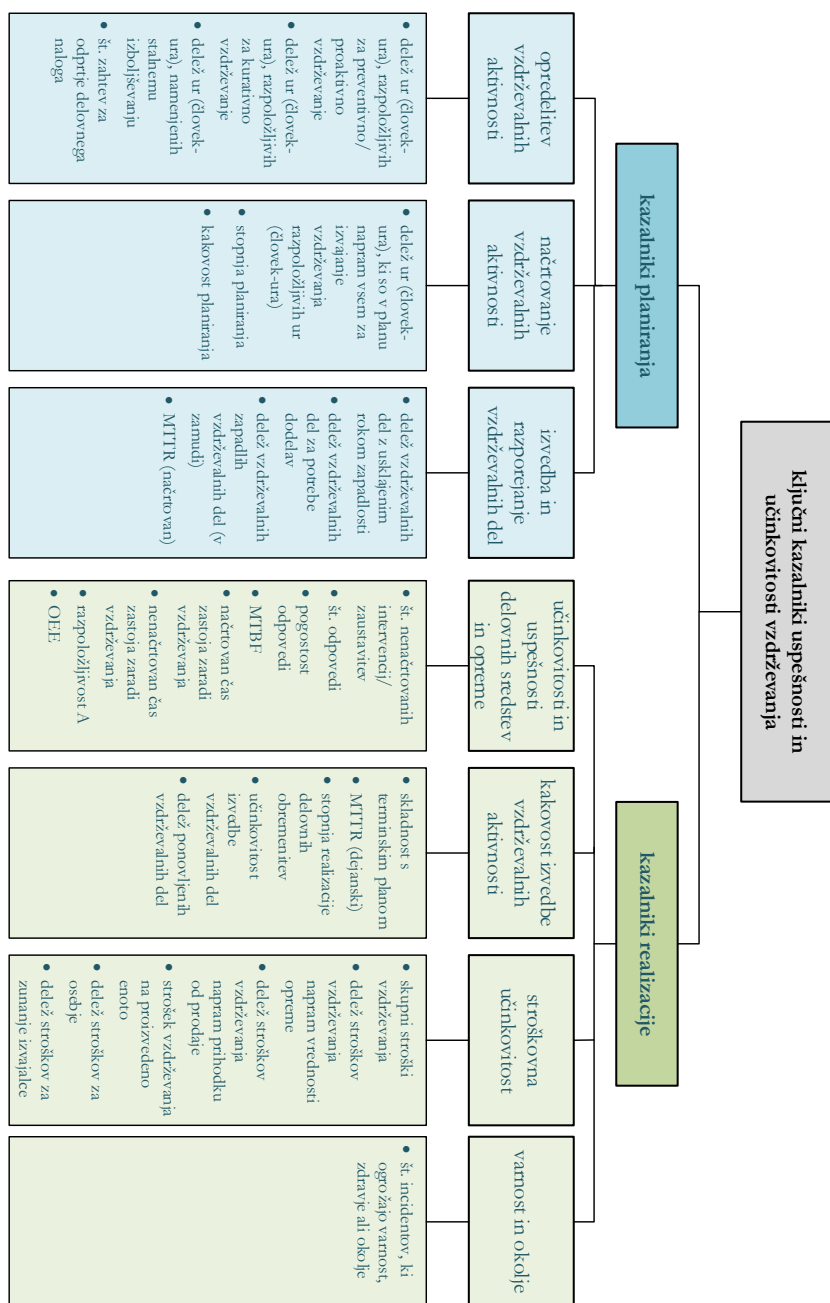 ključni kazalniki uspešnosti in
učinkovitosti vzdrževanja
kazalniki planiranja
kazalniki realizacije
opredelitev
vzdrževalnih
aktivnosti
načrtovanje
vzdrževalnih
aktivnosti
izvedba in
razporejanje
vzdrževalnih del
učinkovitosti in
uspešnosti
delovnih sredstev
in opreme
kakovost izvedbe
vzdrževalnih
aktivnosti
stroškovna
učinkovitost
varnost in okolje
• delež ur (človek-
ura), razpoložljivih
za preventivno/
proaktivno
vzdrževanje
• delež ur (človek-
ura), razpoložljivih
za kurativno
vzdrževanje
• delež ur (človek-
ura), namenjenih
stalnemu
izboljševanju
• št. zahtev za
odprtje delovnega
naloga
• delež ur (človek-
ura), ki so v planu
napram vsem za
izvajanje
vzdrževanja
razpoložljivih ur
(človek-ura)
• stopnja planiranja
• kakovost planiranja
• delež vzdrževalnih
del z usklajenim
rokom zapadlosti
• delež vzdrževalnih
del za potrebe
dodelav
• delež vzdrževalnih
zapadlih
vzdrževalnih del (v
zamudi)
• MTTR (načrtovan)
• št. nenačrtovanih
intervencij/
zaustavitev
• št. odpovedi
• pogostost
odpovedi
• MTBF
• načrtovan čas
zastoja zaradi
vzdrževanja
• nenačrtovan čas
zastoja zaradi
vzdrževanja
• razpoložljivost A
• OEE
• skladnost s
terminskim planom
• MTTR (dejanski)
• stopnja realizacije
delovnih
obremenitev
• učinkovitost
izvedbe
vzdrževalnih del
• delež ponovljenih
vzdrževalnih del
• skupni stroški
vzdrževanja
• delež stroškov
vzdrževanja
napram vrednosti
opreme
• delež stroškov
vzdrževanja
napram prihodku
od prodaje
• strošek vzdrževanja
na proizvedeno
enoto
• delež stroškov za
osebje
• delež stroškov za
zunanje izvajalce
• št. incidentov, ki
ogrožajo varnost,
zdravje ali okolje